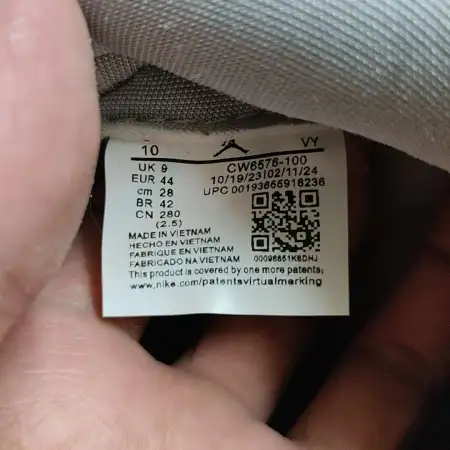 10 VY
UK 9 CW6576-100
EUR 44 10/19/23|02/11/24
cm 28 UPC 00193655916236
BR 42
CN 280
(2.5)
MADE IN VIETNAM
HECHO EN VIETNAM
FABRIQUE EN VIETNAM
FABRICADO NA VIETNAM 00096851K6DHJ
This product is covered by one more patents;
www.nike.com/patentsvirtualmarking